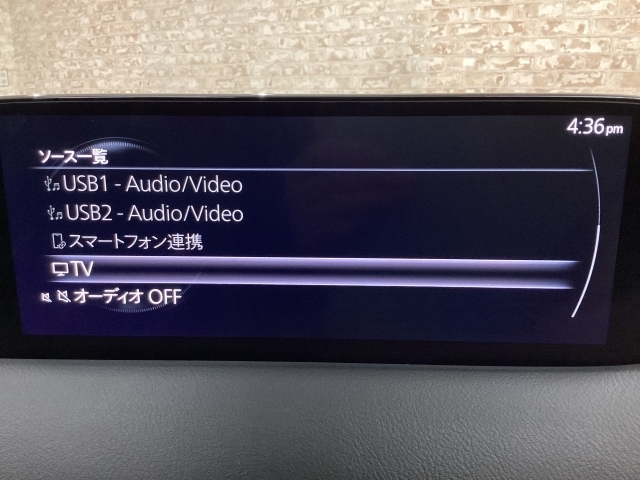 4:36pm
ソース一覧
USB1 - Audio/Video
USB2 - Audio/Video
スマートフォン連携
TV
オーディオ OFF